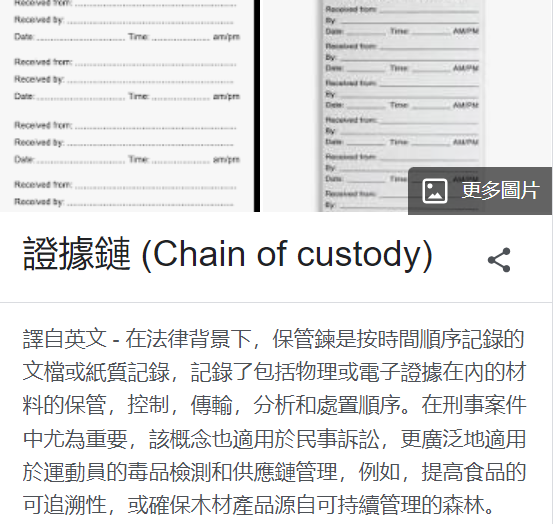 Received from:
Received by:
Date: Time: am/pm
Received from:
Received by:
Date: Time: am/pm
Received from:
Received by:
Date: Time: am/pm
Received from:
Received by:
Received from:
By:
Date: Time: AM/PM
Received from:
By:
Date: Time: AM/PM
Received from:
By:
Date: Time: AM/PM
Received from:
By:
Date: Time: AM/PM
Received from:
By:
Date: Time:
Received from:
By:
更多圖片
證據鏈 (Chain of custody)
譯自英文 - 在法律背景下，保管鍊是按時間順序記錄的
文檔或紙質記錄，記錄了包括物理或電子證據在內的材
料的保管，控制，傳輸，分析和處置順序。在刑事案件
中尤為重要，該概念也適用於民事訴訟，更廣泛地適用
於運動員的毒品檢測和供應鏈管理，例如，提高食品的
可追溯性，或確保木材產品源自可持續管理的森林。